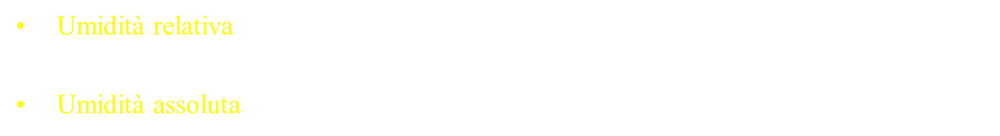 • Umidità relativa
• Umidità assoluta